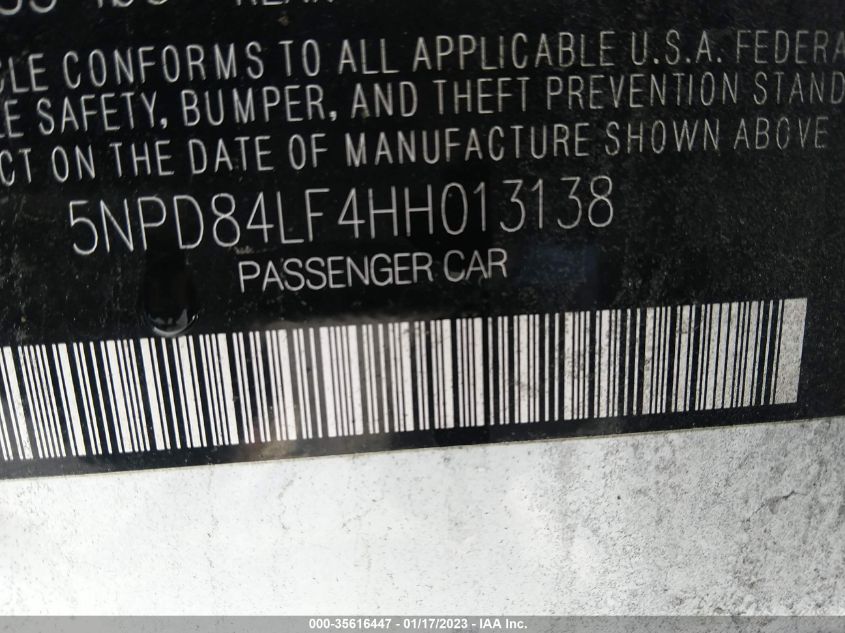 CLE CONFORMS TO ALL APPLICABLE U.S.A. FEDERA
LE SAFETY, BUMPER, AND THEFT PREVENTION STAND
CT ON THE DATE OF MANUFACTURE SHOWN ABOVE
5NPD84LF4HH013138
PASSENGER CAR
000-35616447 - 01/17/2023 - IAA Inc.